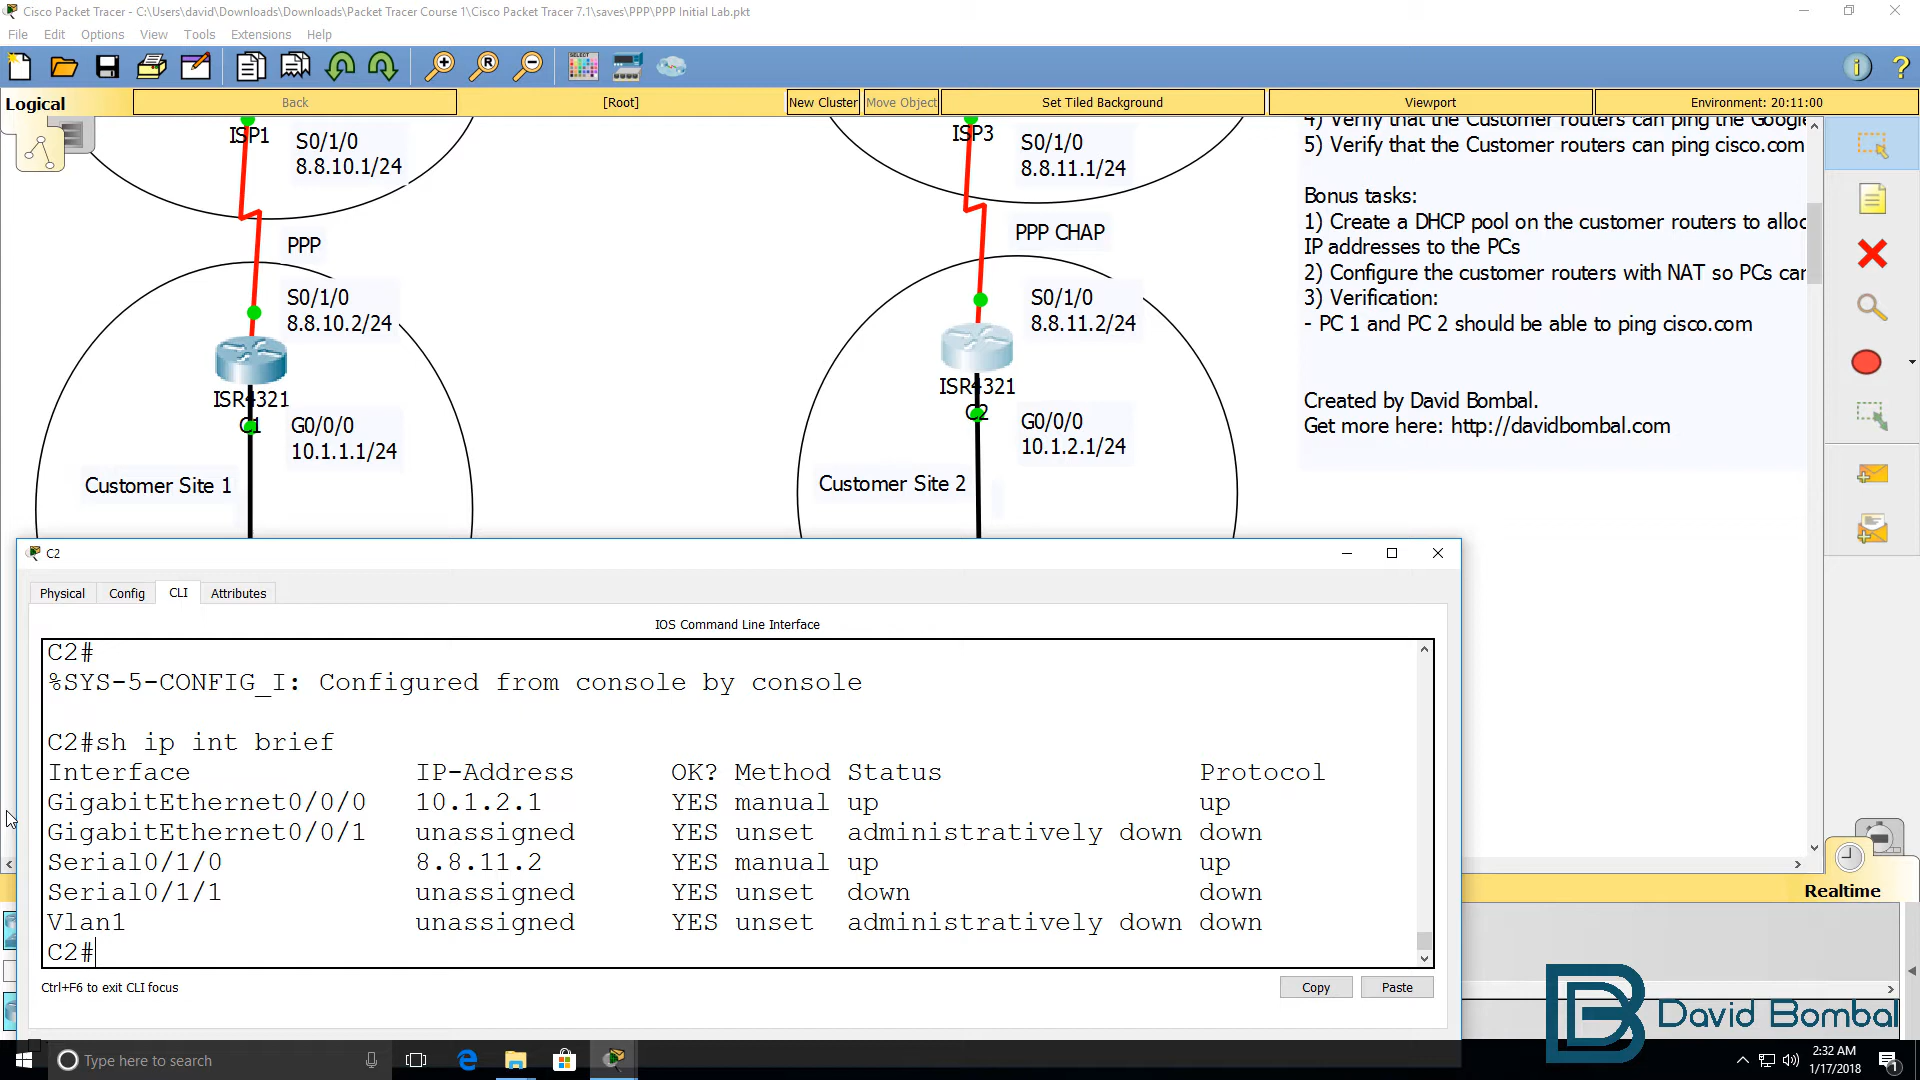 Cisco Packet Tracer - C:\Users\david\Downloads\Downloads\Packet Tracer Course 1\Cisco Packet Tracer 7.1\saves\PPP\PPP Initial Lab.pkt
File Edit Options View Tools Extensions Help
Logical Back [Root] New Cluster Move Object Set Tiled Background Viewport Environment: 20:11:00
4) Verify that the Customer routers can ping the Google
5) Verify that the Customer routers can ping cisco.com
Bonus tasks:
1) Create a DHCP pool on the customer routers to alloc
IP addresses to the PCs
2) Configure the customer routers with NAT so PCs can
3) Verification:
- PC 1 and PC 2 should be able to ping cisco.com
Created by David Bombal.
Get more here: http://davidbombal.com
ISP1
S0/1/0
8.8.10.1/24
PPP
S0/1/0
8.8.10.2/24
ISR4321
C1
G0/0/0
10.1.1.1/24
Customer Site 1
ISP3
S0/1/0
8.8.11.1/24
PPP CHAP
S0/1/0
8.8.11.2/24
ISR4321
C2
G0/0/0
10.1.2.1/24
Customer Site 2
C2
Physical Config CLI Attributes
IOS Command Line Interface
C2#
%SYS-5-CONFIG_I: Configured from console by console
C2#sh ip int brief
Interface IP-Address OK? Method Status Protocol
GigabitEthernet0/0/0 10.1.2.1 YES manual up up
GigabitEthernet0/0/1 unassigned YES unset administratively down down
Serial0/1/0 8.8.11.2 YES manual up up
Serial0/1/1 unassigned YES unset down down
Vlan1 unassigned YES unset administratively down down
C2#
Ctrl+F6 to exit CLI focus
Copy Paste
Realtime
David Bombal
Type here to search
2:32 AM
1/17/2018